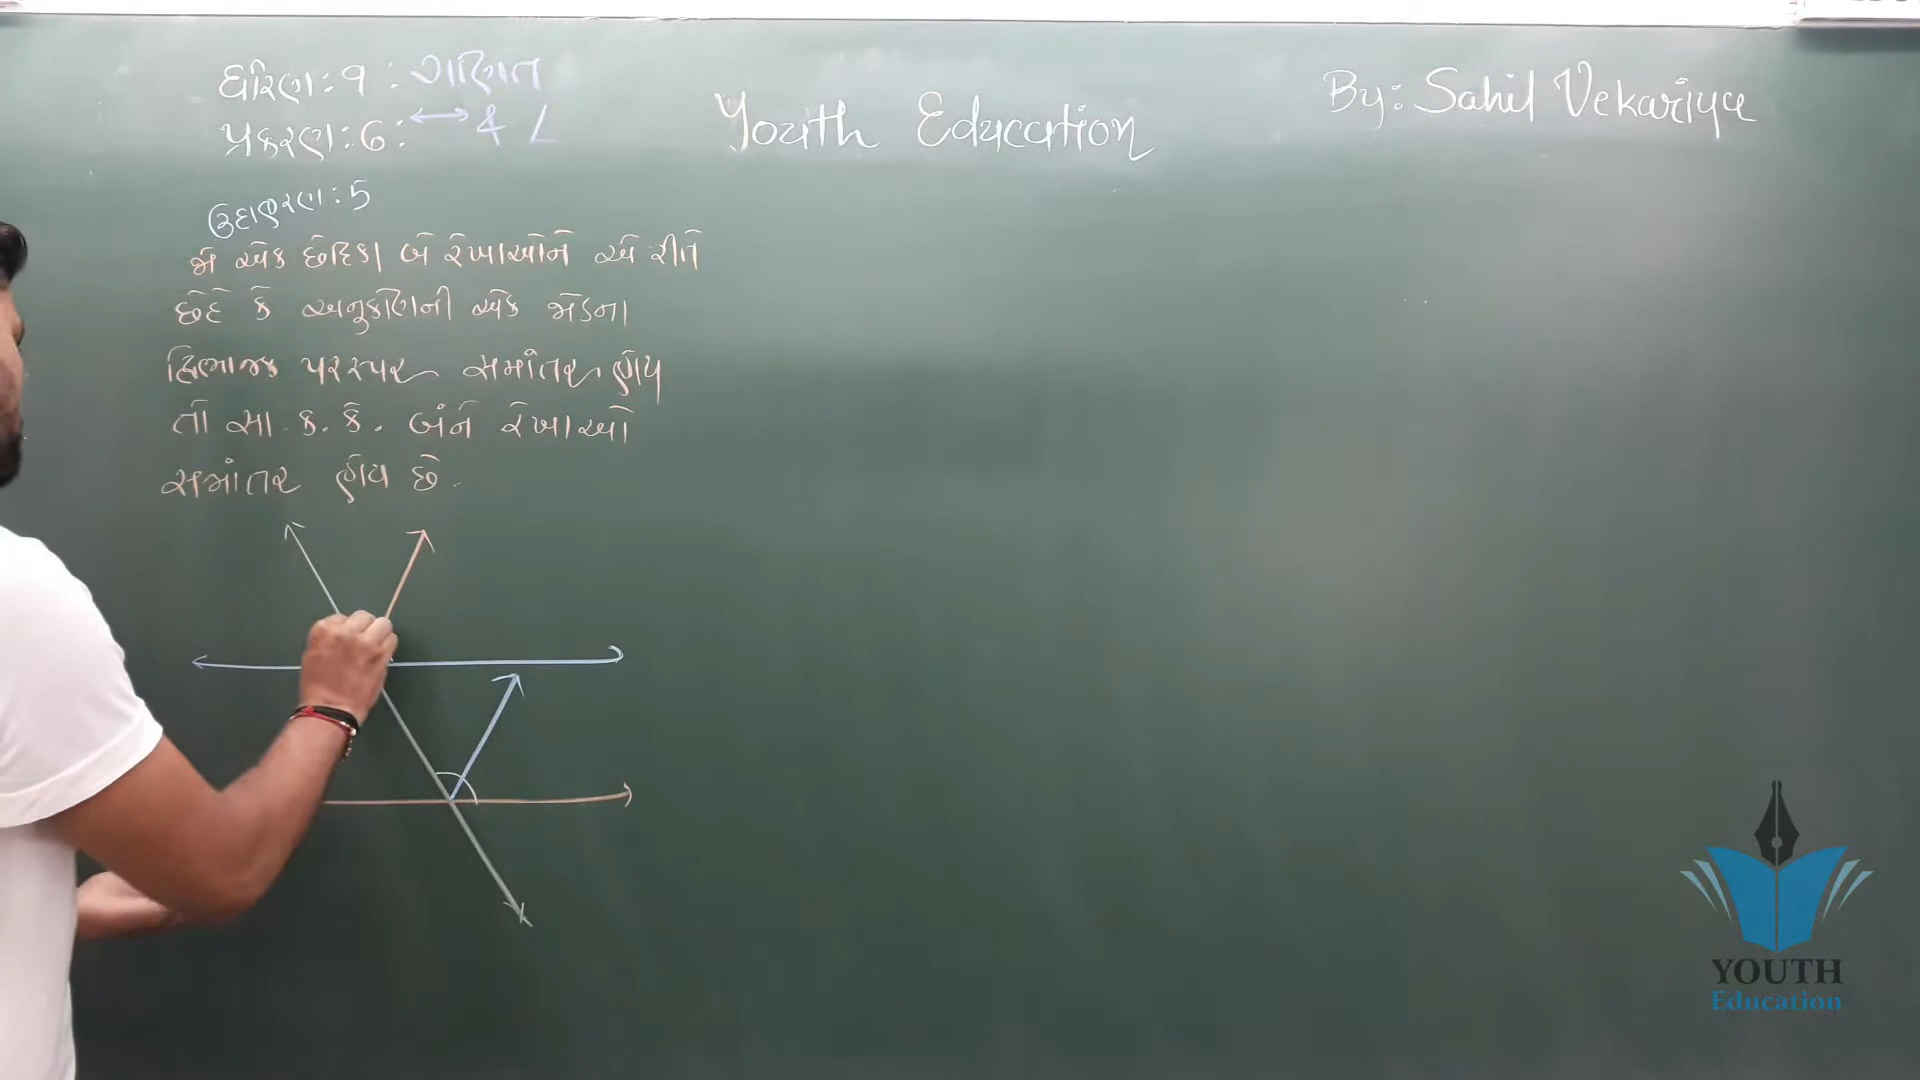 ધોરણ : ૧ : ગણિત
પ્રકરણ : 6 : ↔ & ∠
Youth Education
By: Sahil Vekariya
ઉદાહરણ : 5
જો એક છેદિકા બે રેખાઓને એ રીતે
છેદે કે અનુકોણની એક જોડના
દ્વિભાજક પરસ્પર સમાંતર હોય
તો સા. ક. કે. બંને રેખાઓ
સમાંતર હોય છે.
YOUTH
Education